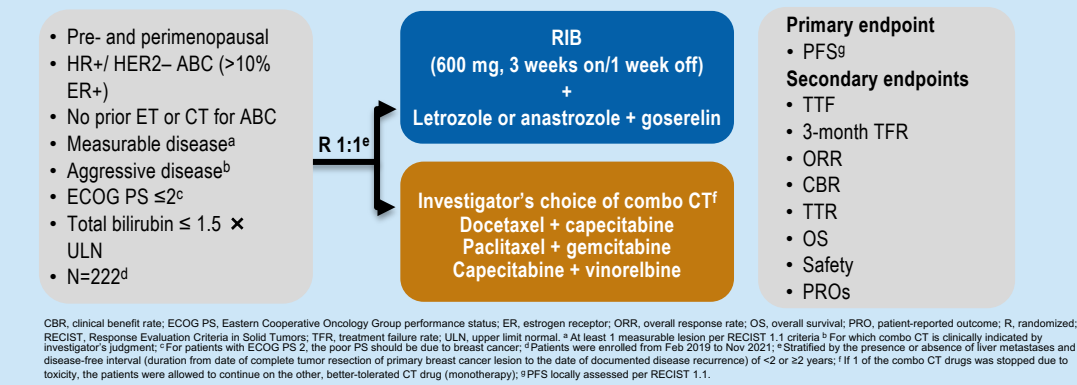 • Pre- and perimenopausal
• HR+/ HER2– ABC (>10%
ER+)
• No prior ET or CT for ABC
• Measurable diseaseᵃ
• Aggressive diseaseᵇ
• ECOG PS ≤2ᶜ
• Total bilirubin ≤ 1.5 ×
ULN
• N=222ᵈ
R 1:1ᵉ
RIB
(600 mg, 3 weeks on/1 week off)
+
Letrozole or anastrozole + goserelin
Investigator’s choice of combo CTᶠ
Docetaxel + capecitabine
Paclitaxel + gemcitabine
Capecitabine + vinorelbine
Primary endpoint
• PFSᵍ
Secondary endpoints
• TTF
• 3-month TFR
• ORR
• CBR
• TTR
• OS
• Safety
• PROs
CBR, clinical benefit rate; ECOG PS, Eastern Cooperative Oncology Group performance status; ER, estrogen receptor; ORR, overall response rate; OS, overall survival; PRO, patient-reported outcome; R, randomized;
RECIST, Response Evaluation Criteria in Solid Tumors; TFR, treatment failure rate; ULN, upper limit normal. ᵃ At least 1 measurable lesion per RECIST 1.1 criteria ᵇ For which combo CT is clinically indicated by
investigator’s judgment; ᶜ For patients with ECOG PS 2, the poor PS should be due to breast cancer; ᵈ Patients were enrolled from Feb 2019 to Nov 2021; ᵉ Stratified by the presence or absence of liver metastases and
disease-free interval (duration from date of complete tumor resection of primary breast cancer lesion to the date of documented disease recurrence) of <2 or ≥2 years; ᶠ If 1 of the combo CT drugs was stopped due to
toxicity, the patients were allowed to continue on the other, better-tolerated CT drug (monotherapy); ᵍ PFS locally assessed per RECIST 1.1.